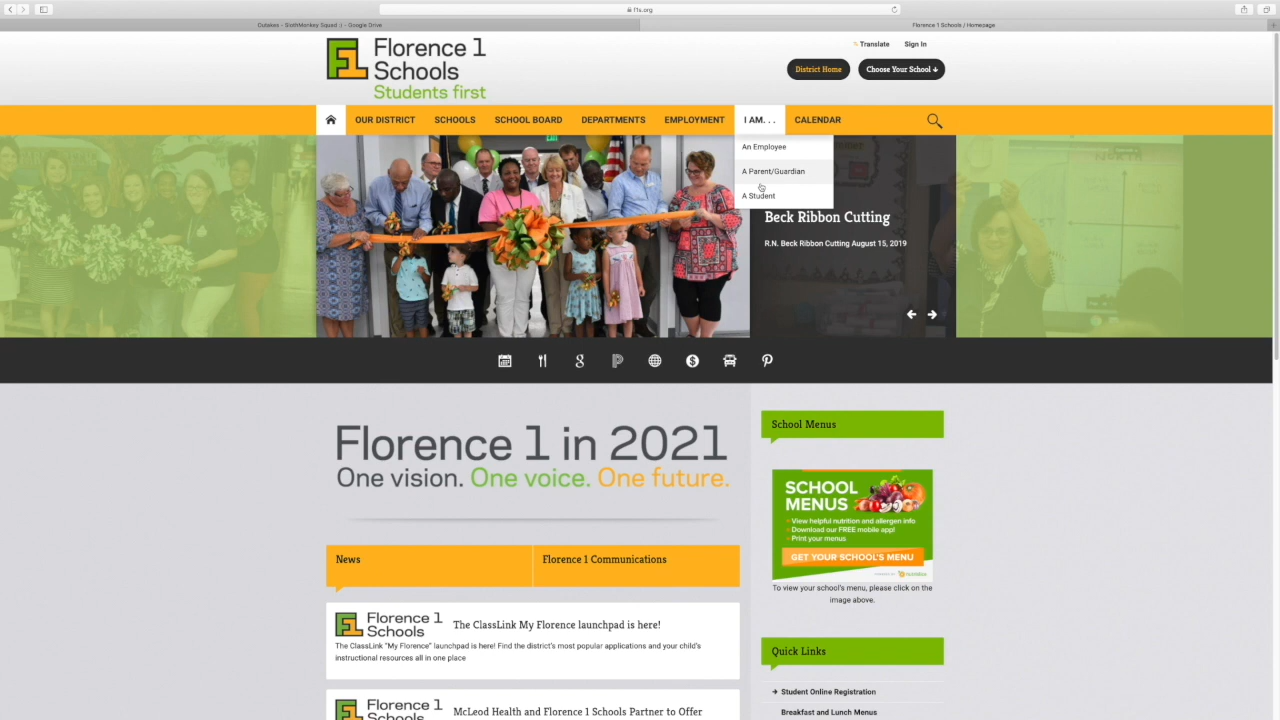 f1s.org
Outakes - SlothMonkey Squad :) - Google Drive
Florence 1 Schools / Homepage
Florence 1
Schools
Students first
Translate
Sign In
District Home
Choose Your School
OUR DISTRICT
SCHOOLS
SCHOOL BOARD
DEPARTMENTS
EMPLOYMENT
I AM. . .
CALENDAR
An Employee
A Parent/Guardian
A Student
Beck Ribbon Cutting
R.N. Beck Ribbon Cutting August 15, 2019
Florence 1 in 2021
One vision. One voice. One future.
School Menus
SCHOOL
MENUS
View helpful nutrition and allergen info
Download our FREE mobile app!
Print your menus
GET YOUR SCHOOL'S MENU
To view your school's menu, please click on the
image above.
News
Florence 1 Communications
Florence 1
Schools
The ClassLink My Florence launchpad is here!
The ClassLink "My Florence" launchpad is here! Find the district's most popular applications and your child's
instructional resources all in one place
Quick Links
Student Online Registration
Breakfast and Lunch Menus
Florence 1
Schools
McLeod Health and Florence 1 Schools Partner to Offer